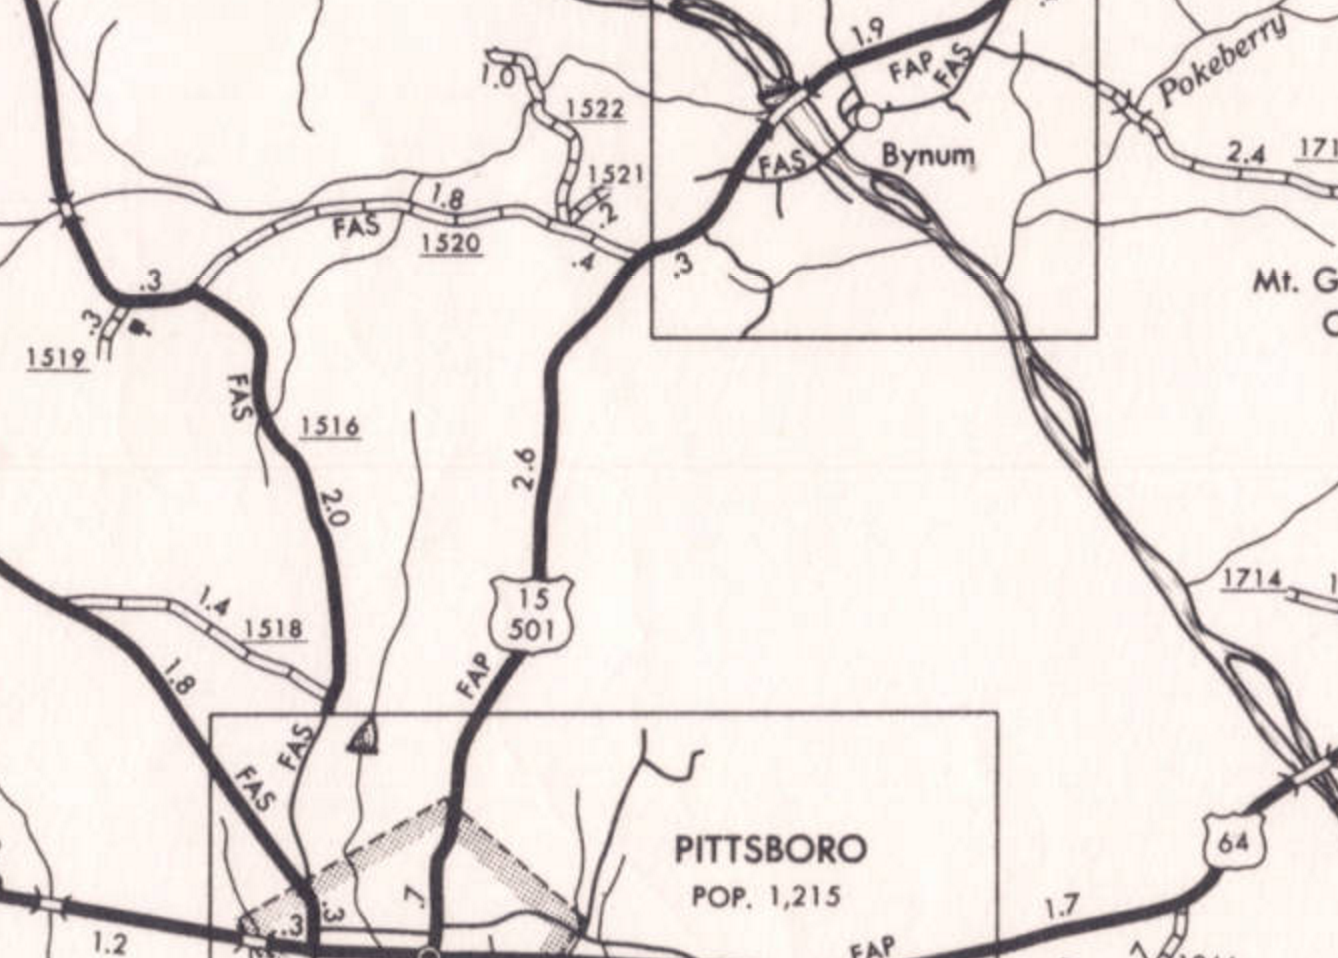 1.9
FAP
FAS
Pokeberry
1.0
1522
Bynum
2.4
171
FAS
1521
.2
1.8
FAS
1520
.4
.3
.3
Mt. G
C
.3
1519
FAS
1516
2.6
2.0
15
501
1714
1
1.4
1518
1.8
FAP
FAS
FAS
PITTSBORO
POP. 1,215
64
.7
.3
.3
1.7
1.2
FAP